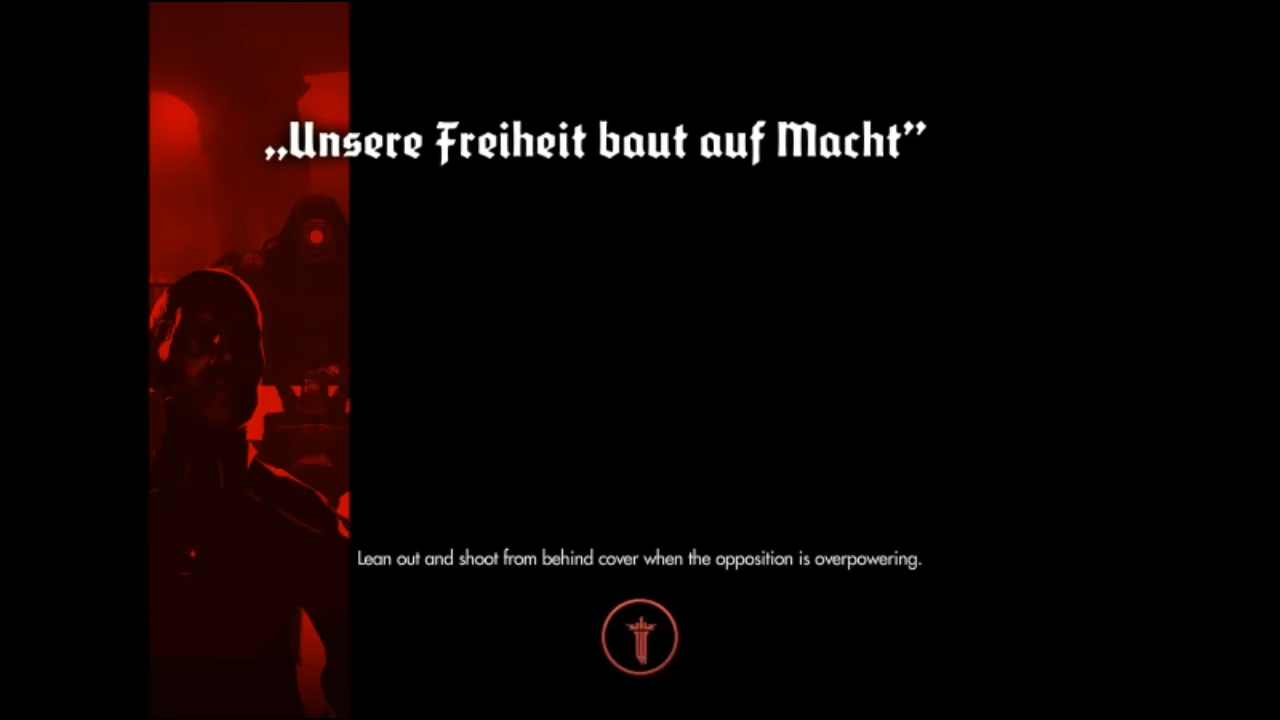 „Unsere Freiheit baut auf Macht”
Lean out and shoot from behind cover when the opposition is overpowering.